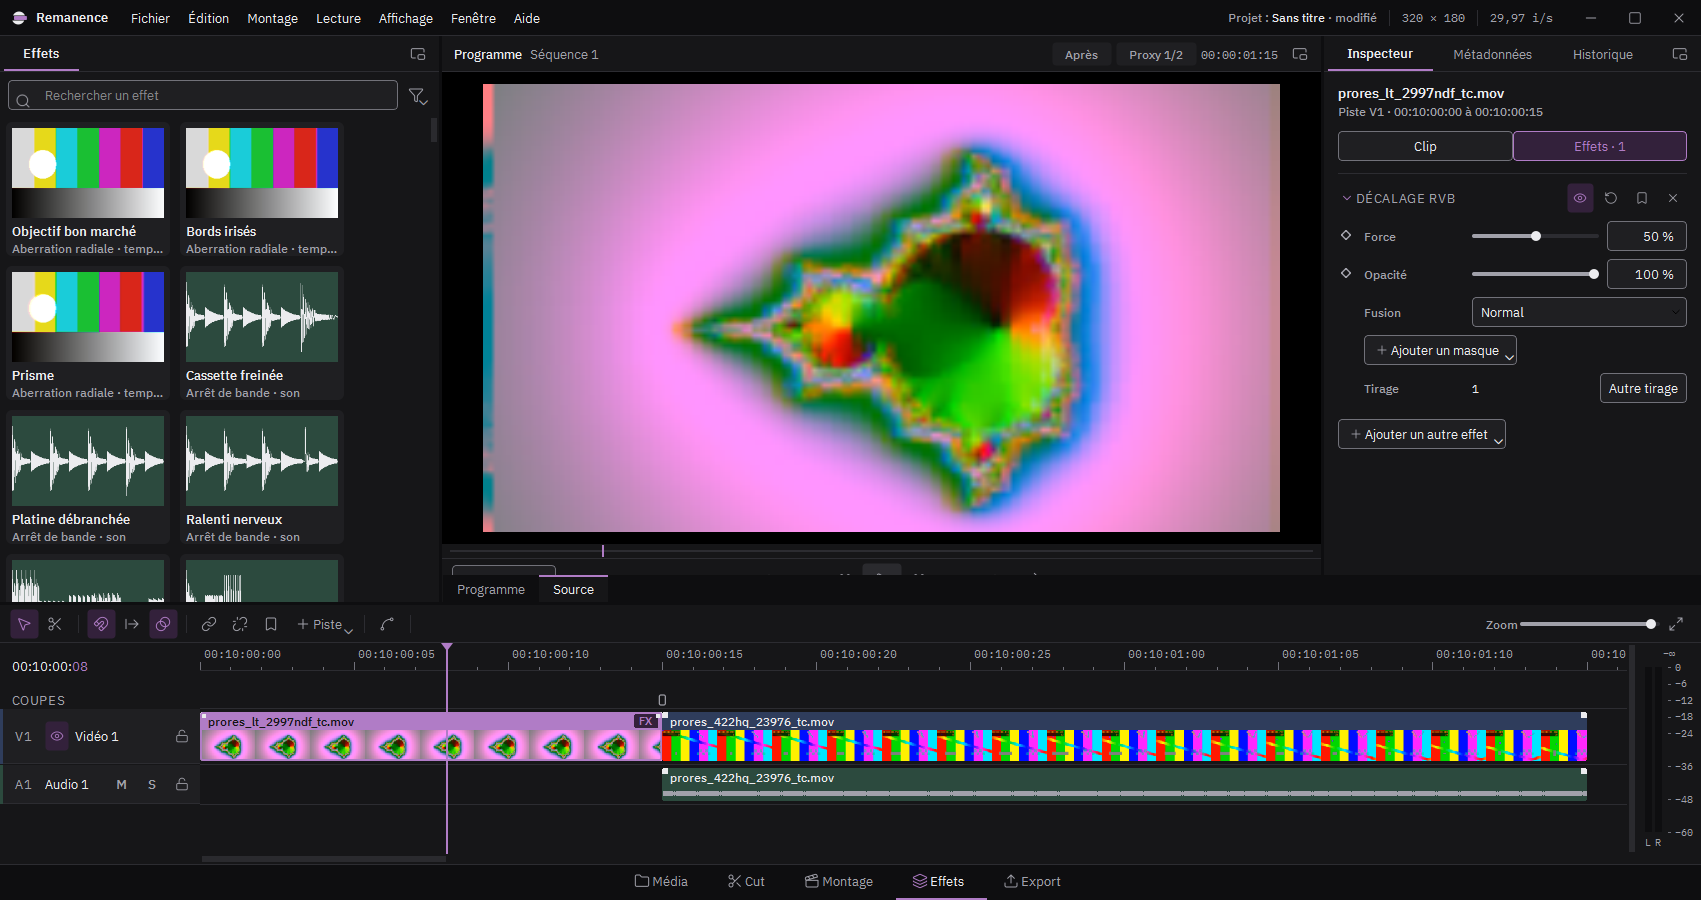 Remanence Fichier Édition Montage Lecture Affichage Fenêtre Aide Projet : Sans titre · modifié 320 × 180 29,97 i/s
Effets
Rechercher un effet
Objectif bon marché
Aberration radiale · temp…
Bords irisés
Aberration radiale · temp…
Prisme
Aberration radiale · temp…
Cassette freinée
Arrêt de bande · son
Platine débranchée
Arrêt de bande · son
Ralenti nerveux
Arrêt de bande · son
Programme Séquence 1 Après Proxy 1/2 00:00:01:15
Programme Source
Inspecteur Métadonnées Historique
prores_lt_2997ndf_tc.mov
Piste V1 · 00:10:00:00 à 00:10:00:15
Clip Effets · 1
DÉCALAGE RVB
Force 50 %
Opacité 100 %
Fusion Normal
Ajouter un masque
Tirage 1 Autre tirage
Ajouter un autre effet
Piste Zoom
00:10:00:08 00:10:00:00 00:10:00:05 00:10:00:10 00:10:00:15 00:10:00:20 00:10:00:25 00:10:01:00 00:10:01:05 00:10:01:10 00:10
COUPES
V1 Vidéo 1 prores_lt_2997ndf_tc.mov FX prores_422hq_23976_tc.mov
A1 Audio 1 M S prores_422hq_23976_tc.mov
-∞
0
-6
-12
-18
-24
-36
-48
-60
L R
Média Cut Montage Effets Export